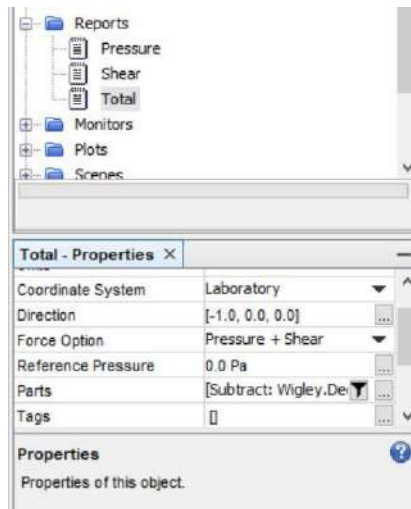 Reports
Pressure
Shear
Total
Monitors
Plots
Scenes
Total - Properties ×
Coordinate System Laboratory
Direction [-1.0, 0.0, 0.0] ...
Force Option Pressure + Shear
Reference Pressure 0.0 Pa ...
Parts [Subtract: Wigley.De ...
Tags [] ...
Properties
Properties of this object.